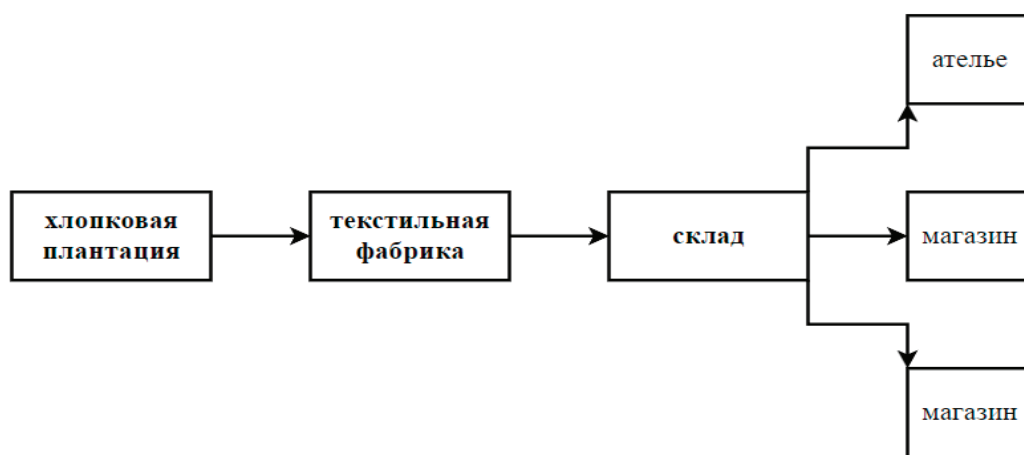 ателье
хлопковая
плантация
текстильная
фабрика
склад
магазин
магазин